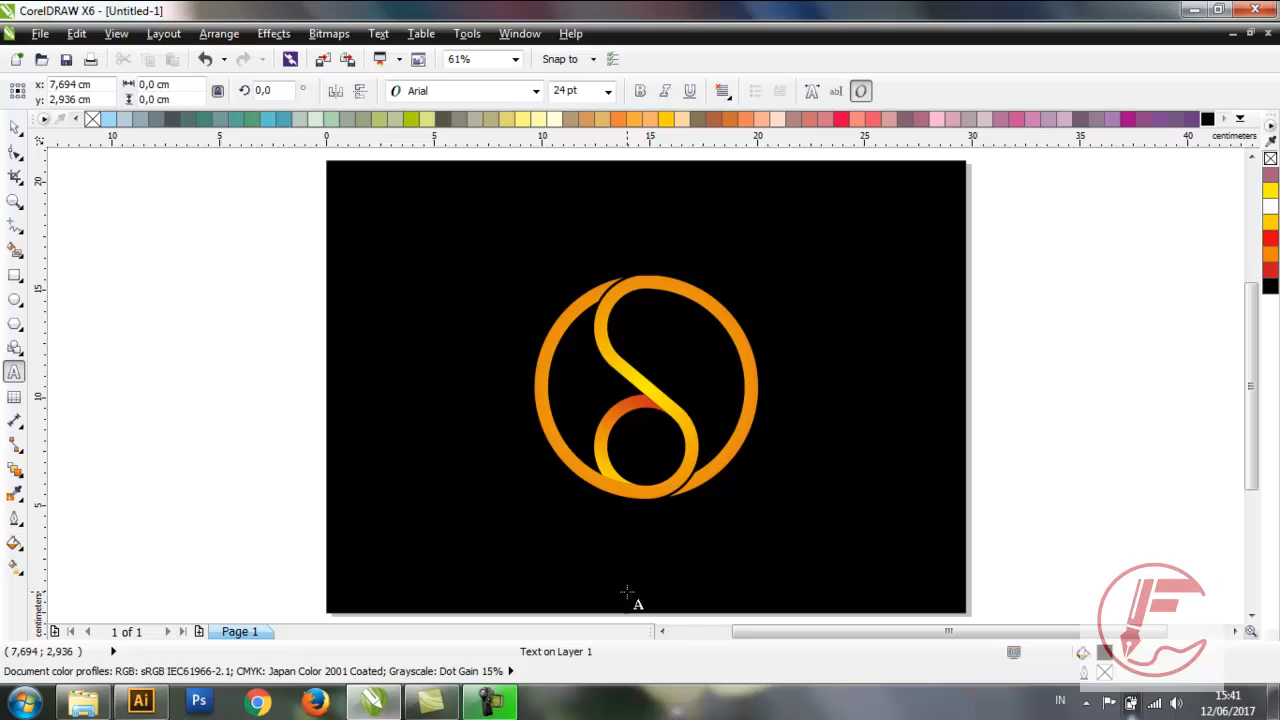 CorelDRAW X6 - [Untitled-1]
File Edit View Layout Arrange Effects Bitmaps Text Table Tools Window Help
61% Snap to
x: 7,694 cm 0,0 cm 0,0 ° O Arial 24 pt B I U ab| A O
y: 2,936 cm 0,0 cm
10 5 0 5 10 15 20 25 30 35 40 centimeters
20
15
10
5
centimeters
A
1 of 1 Page 1
( 7,694 ; 2,936 ) Text on Layer 1
Document color profiles: RGB: sRGB IEC61966-2.1; CMYK: Japan Color 2001 Coated; Grayscale: Dot Gain 15%
Ai Ps IN 15:41
12/06/2017